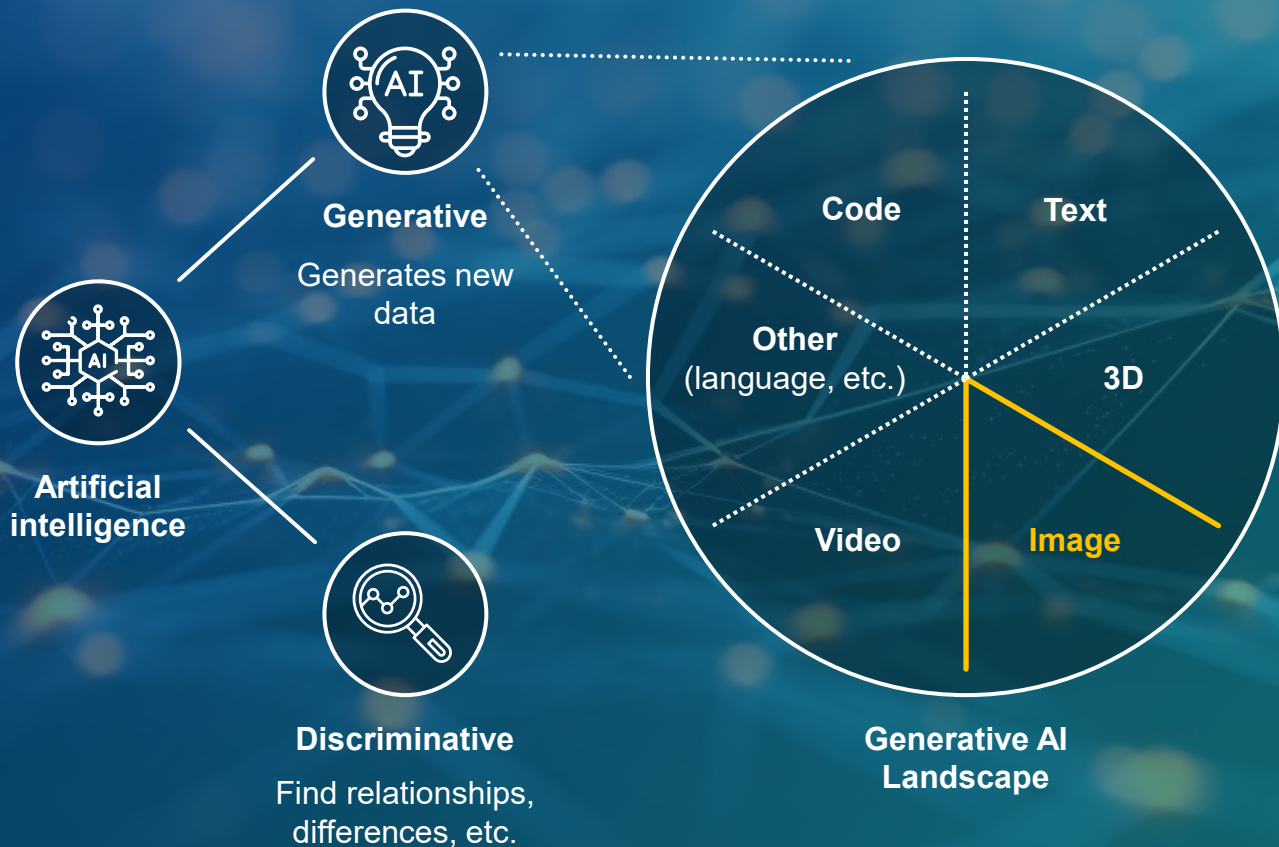 AI
Generative
Generates new
data
AI
Artificial
intelligence
Discriminative
Find relationships,
differences, etc.
Code
Text
Other
(language, etc.)
3D
Video
Image
Generative AI
Landscape